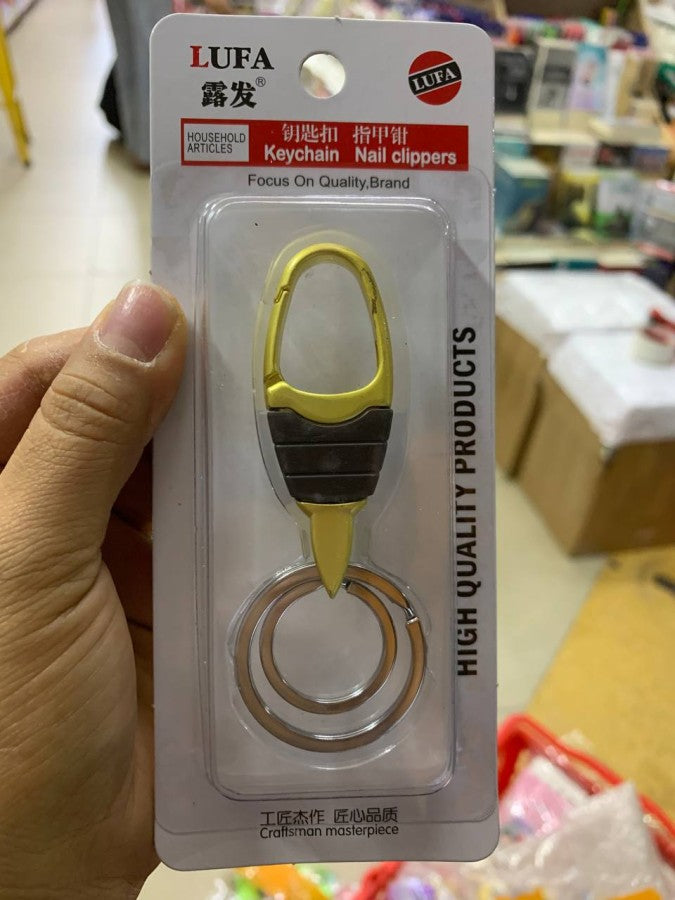 LUFA
露发®
LUFA
HOUSEHOLD
ARTICLES
钥匙扣 指甲钳
Keychain Nail clippers
Focus On Quality,Brand
HIGH QUALITY PRODUCTS
工匠杰作 匠心品质
Craftsman masterpiece